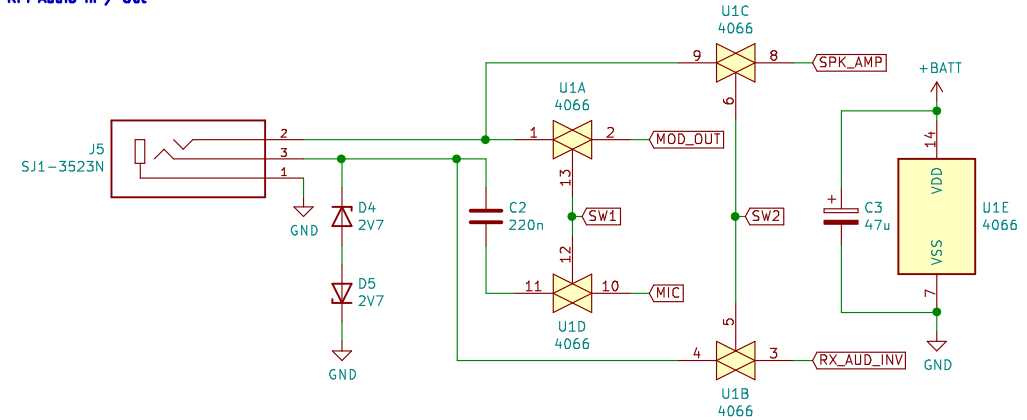 U1C
4066
9
8
SPK_AMP
6
+BATT
U1A
4066
J5
SJ1-3523N
2
3
1
1
2
MOD_OUT
13
14
VDD
GND
D4
2V7
C2
220n
SW1
SW2
+
C3
47u
U1E
4066
12
VSS
D5
2V7
11
10
MIC
7
U1D
4066
5
GND
4
3
RX_AUD_INV
GND
U1B
4066